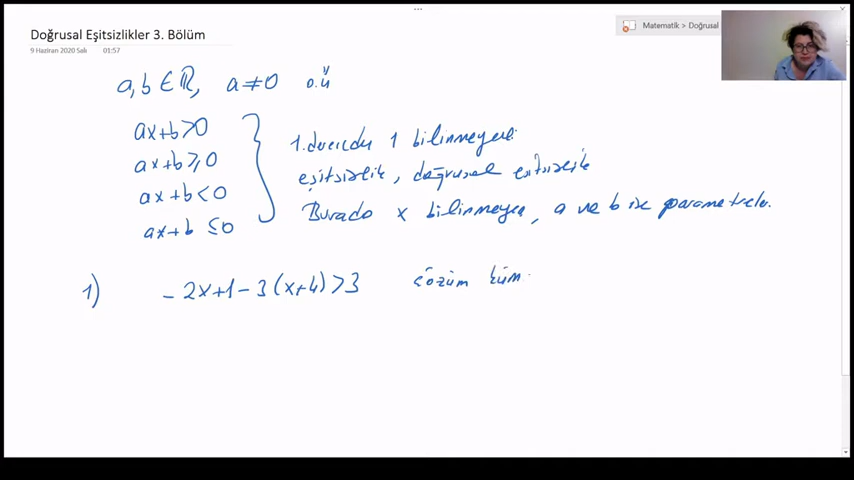 Doğrusal Eşitsizlikler 3. Bölüm
Matematik > Doğrusal
9 Haziran 2020 Salı 01:57
a,b ∈ ℝ, a ≠ 0 o.ü
ax+b>0
ax+b≥0
ax+b<0
ax+b ≤0
1. dereceden 1 bilinmeyenli
eşitsizlik, doğrusal eşitsizlik
Burada x bilinmeyen, a ve b ise parametreler.
1) -2x+1-3(x+4)>3 çözüm küm